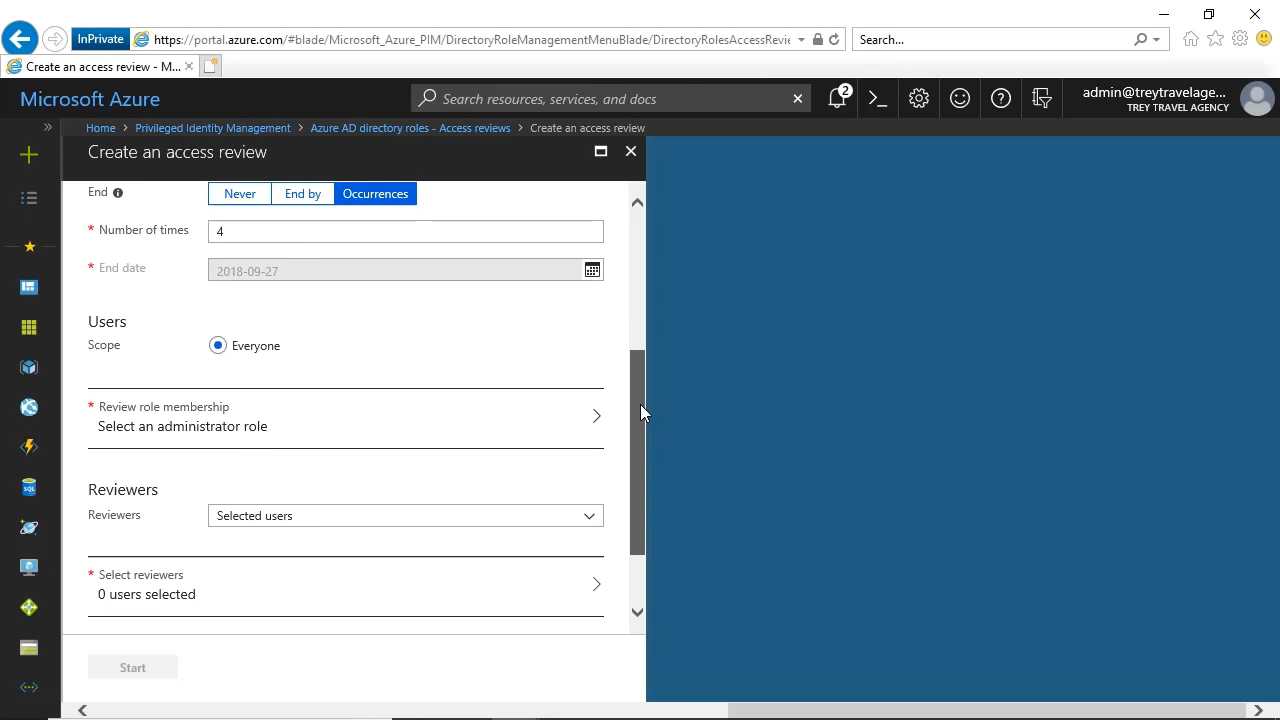 InPrivate
https://portal.azure.com/#blade/Microsoft_Azure_PIM/DirectoryRoleManagementMenuBlade/DirectoryRolesAccessRevie
Search...
Create an access review - M...
Microsoft Azure
Search resources, services, and docs
2
admin@treytravelage...
TREY TRAVEL AGENCY
Home > Privileged Identity Management > Azure AD directory roles - Access reviews > Create an access review
Create an access review
End
Never
End by
Occurrences
* Number of times
4
* End date
2018-09-27
Users
Scope
Everyone
* Review role membership
Select an administrator role
Reviewers
Reviewers
Selected users
* Select reviewers
0 users selected
Start
SQL